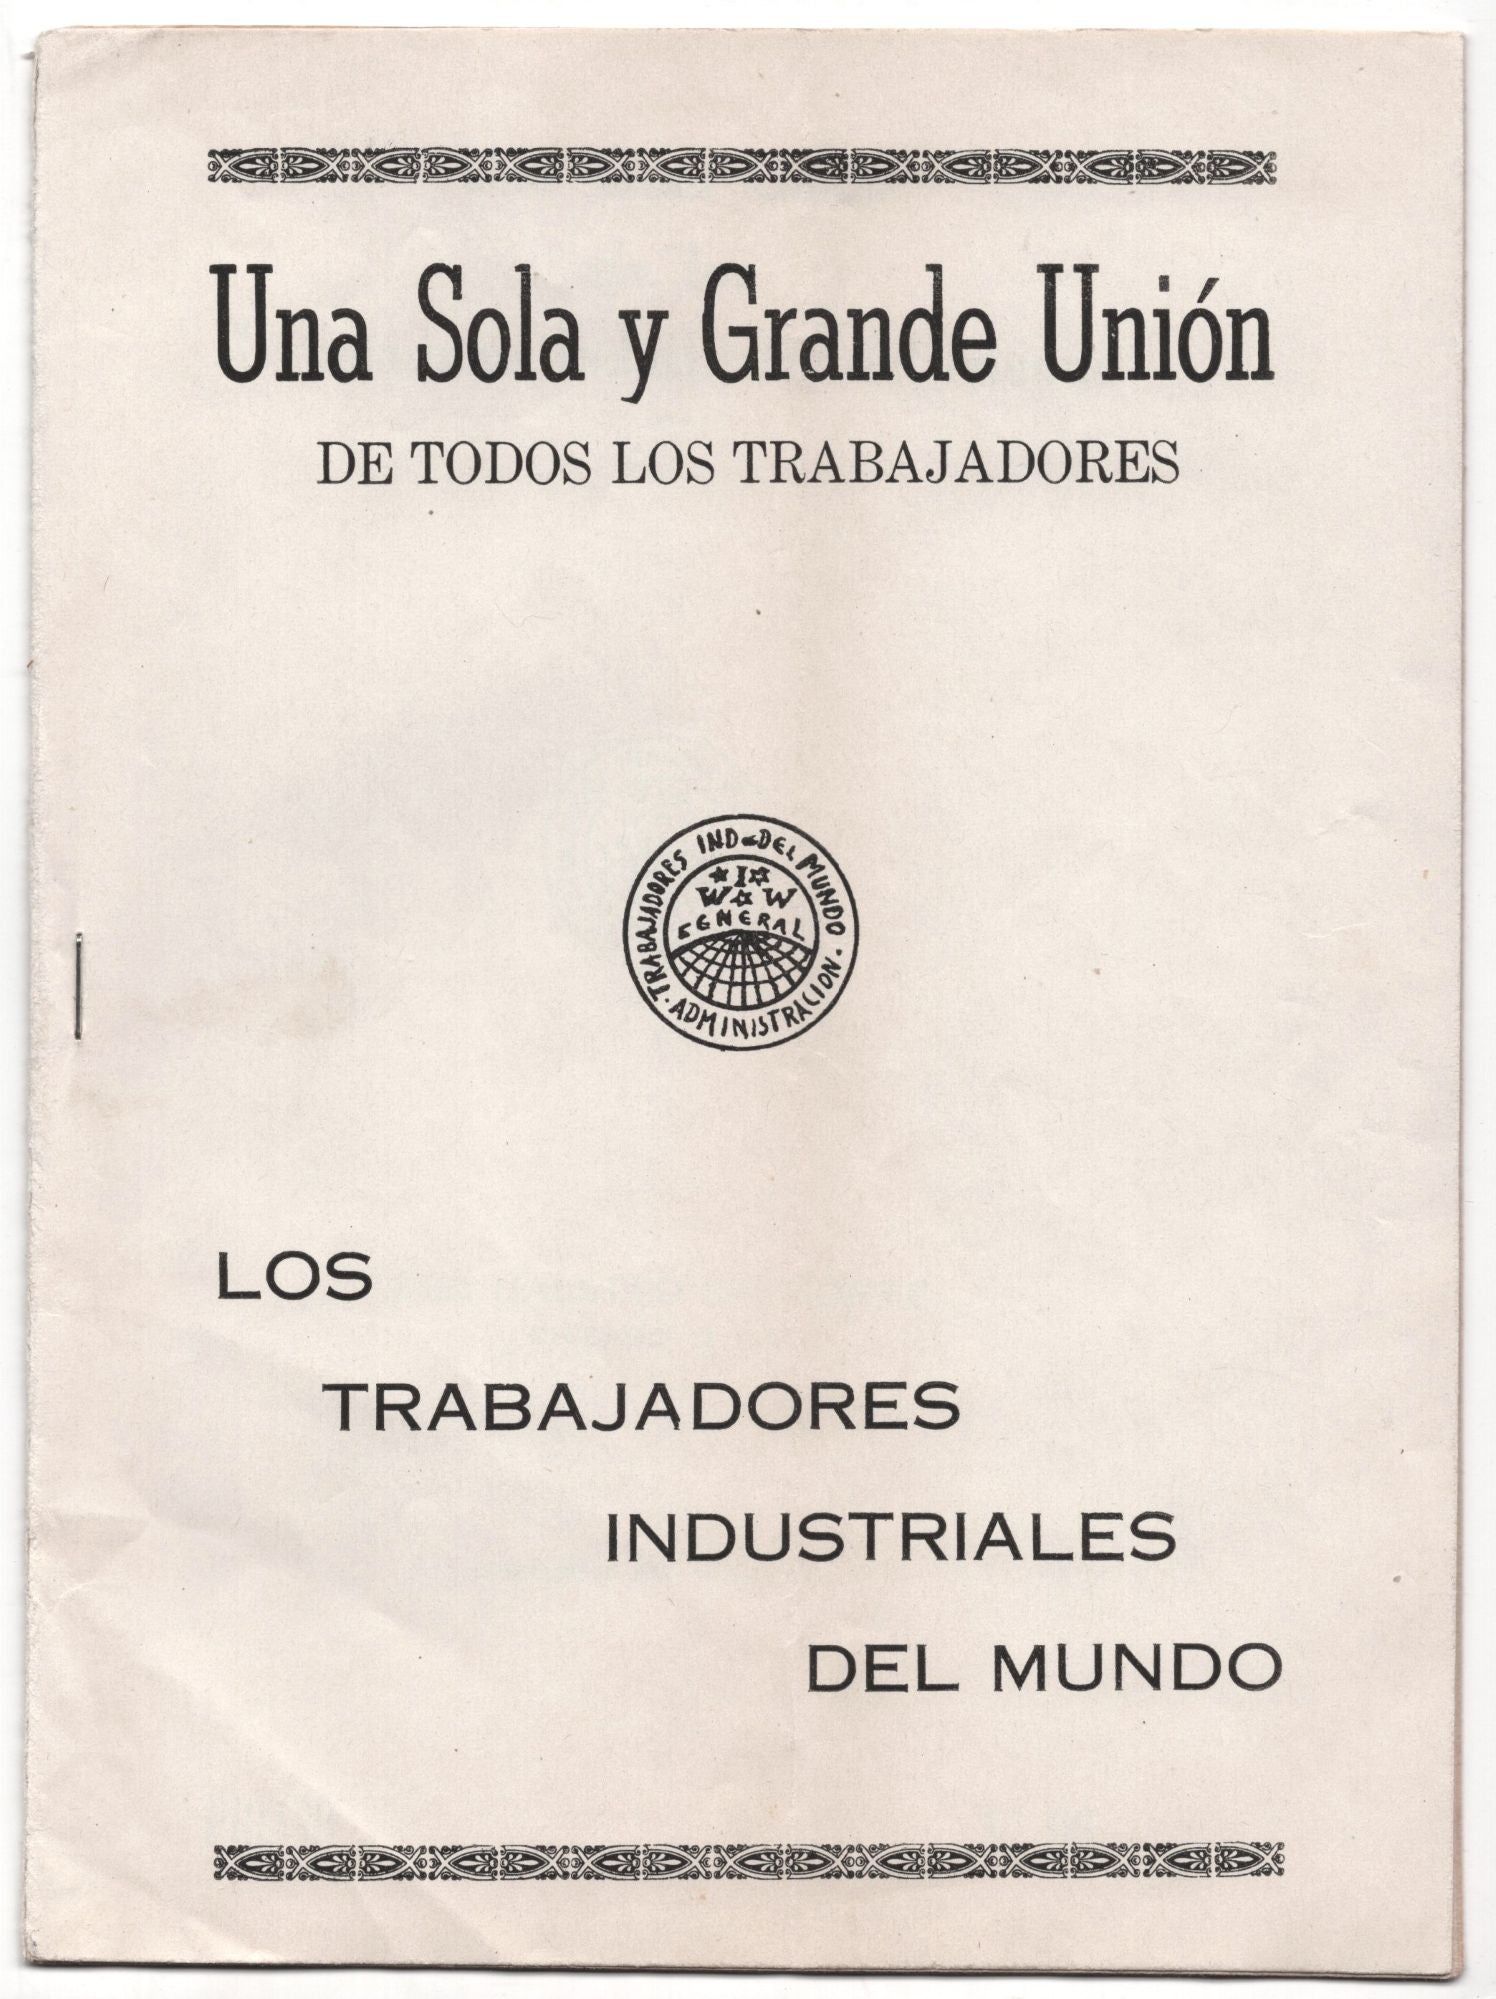 Una Sola y Grande Unión
DE TODOS LOS TRABAJADORES
TRABAJADORES IND. DEL MUNDO
I
W W
GENERAL
ADMINISTRACION
LOS
TRABAJADORES
INDUSTRIALES
DEL MUNDO